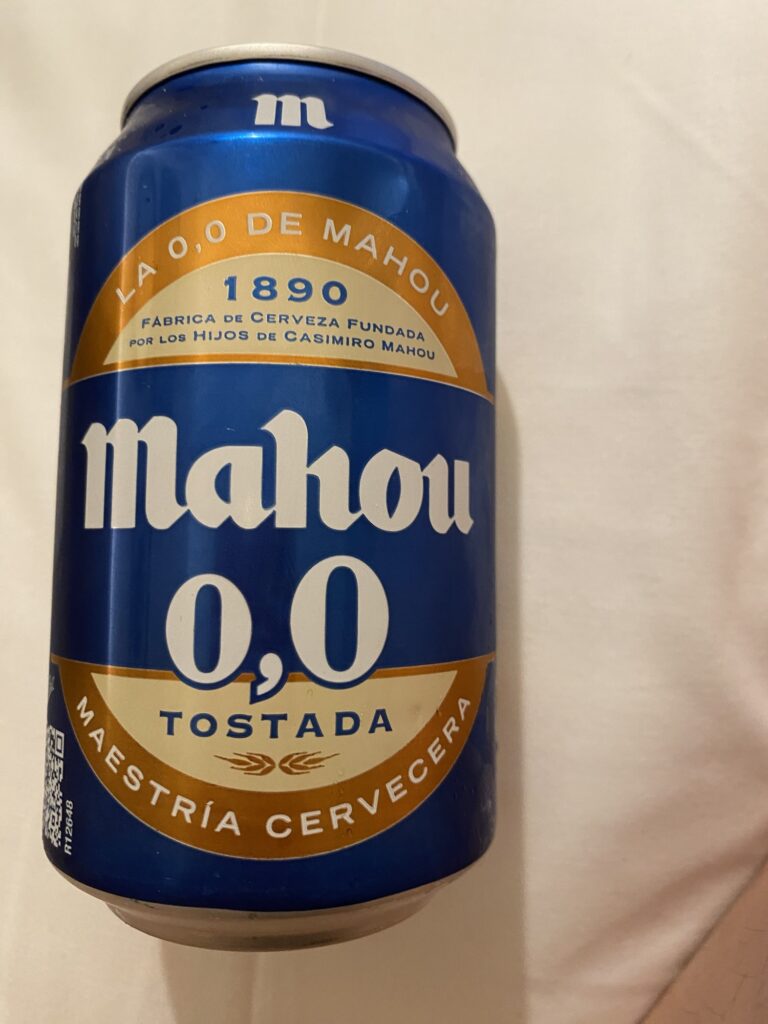 m
LA 0,0 DE MAHOU
1890
FÁBRICA DE CERVEZA FUNDADA
POR LOS HIJOS DE CASIMIRO MAHOU
Mahou
0,0
TOSTADA
MAESTRÍA CERVECERA
R12648